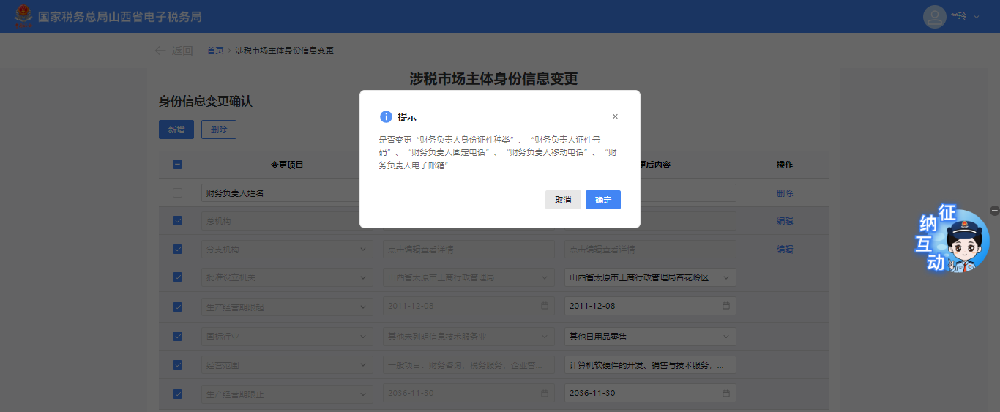 国家税务总局山西省电子税务局
**玲
返回 首页 › 涉税市场主体身份信息变更
涉税市场主体身份信息变更
身份信息变更确认
新增 删除
提示
是否变更“财务负责人身份证件种类”、“财务负责人证件号
码”、“财务负责人固定电话”、“财务负责人移动电话”、“财
务负责人电子邮箱”
取消 确定
变更项目 更后内容 操作
财务负责人姓名 删除
总机构 编辑
分支机构 点击编辑查看详情 点击编辑查看详情 编辑
批准设立机关 山西省太原市工商行政管理局 山西省太原市工商行政管理局杏花岭区...
生产经营期限起 2011-12-08 2011-12-08
国标行业 其他未列明信息技术服务业 其他日用品零售
经营范围 一般项目：财务咨询；税务服务；企业管... 计算机软硬件的开发、销售与技术服务；...
生产经营期限止 2036-11-30 2036-11-30
征
纳
互
动